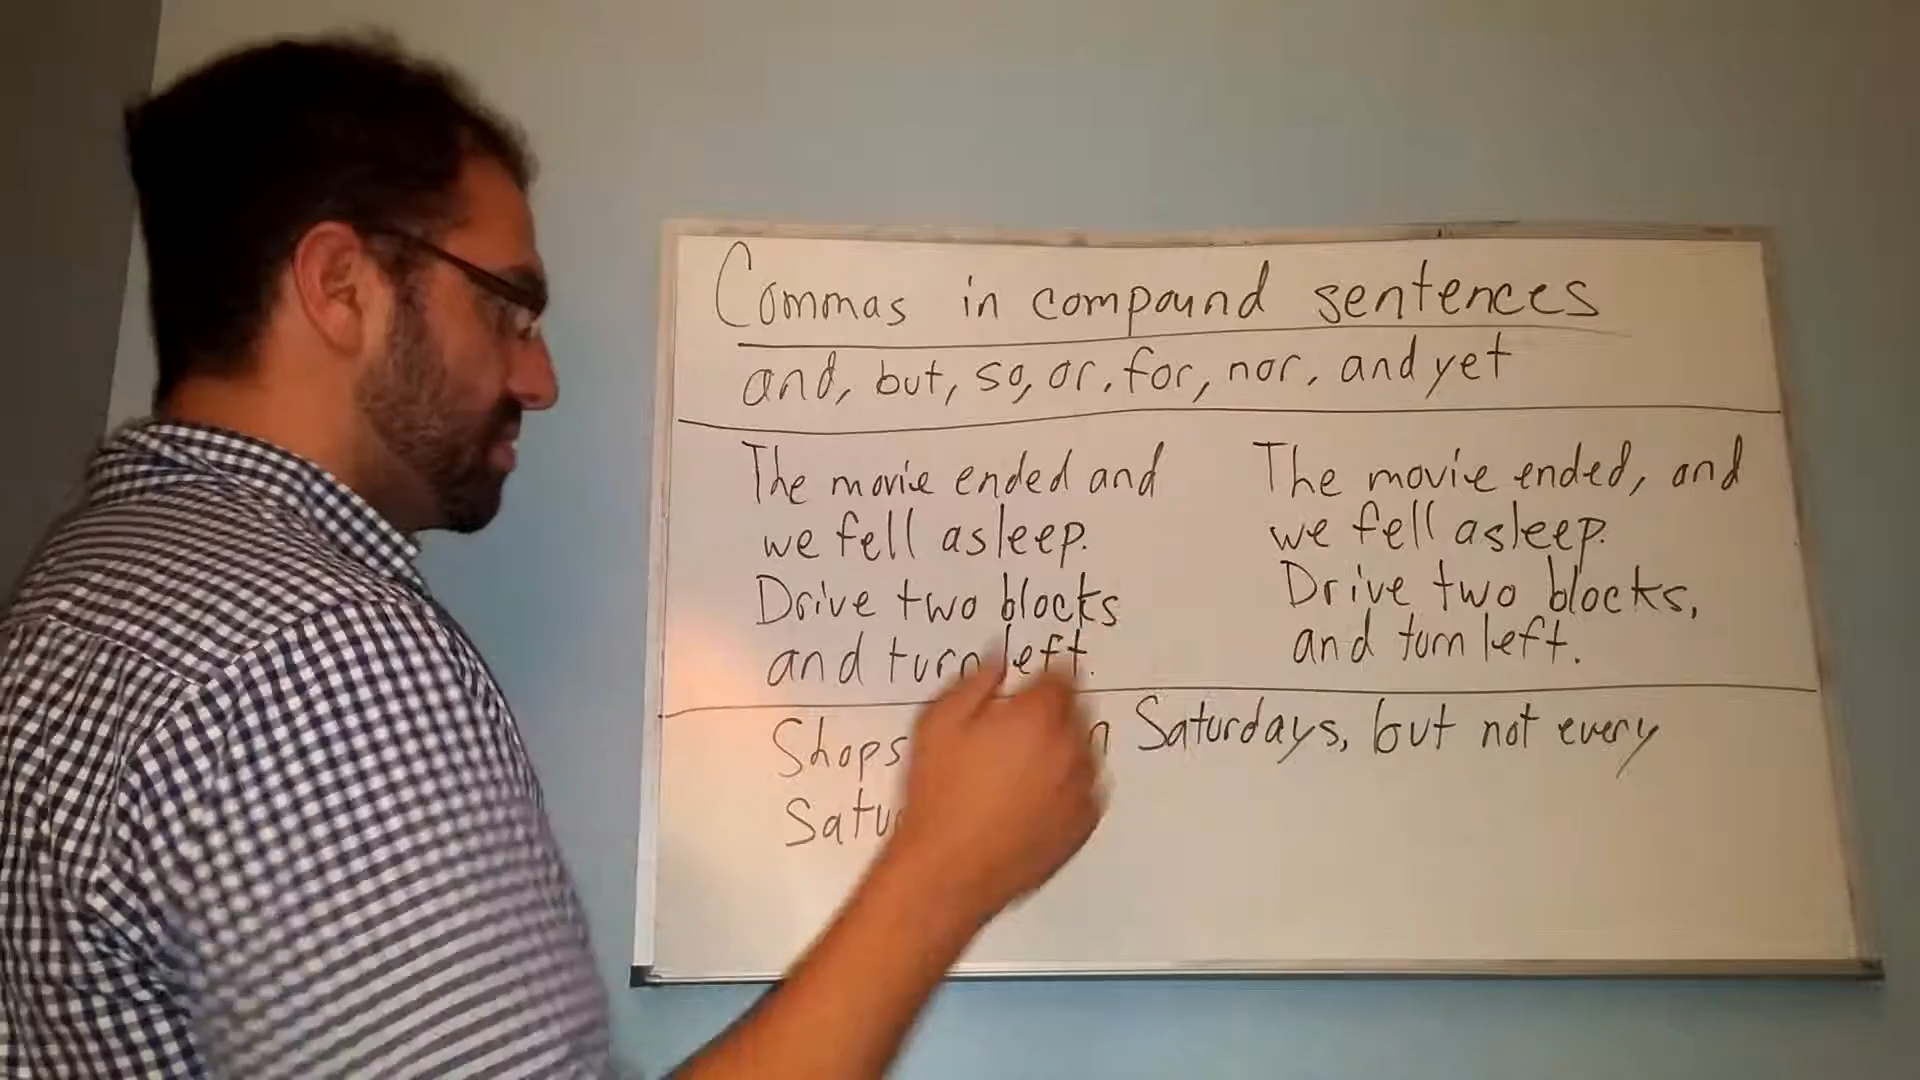 Commas in compound sentences
and, but, so, or, for, nor, and yet
The movie ended and
we fell asleep.
Drive two blocks
and turn left.
The movie ended, and
we fell asleep.
Drive two blocks,
and turn left.
Shops Saturdays, but not every